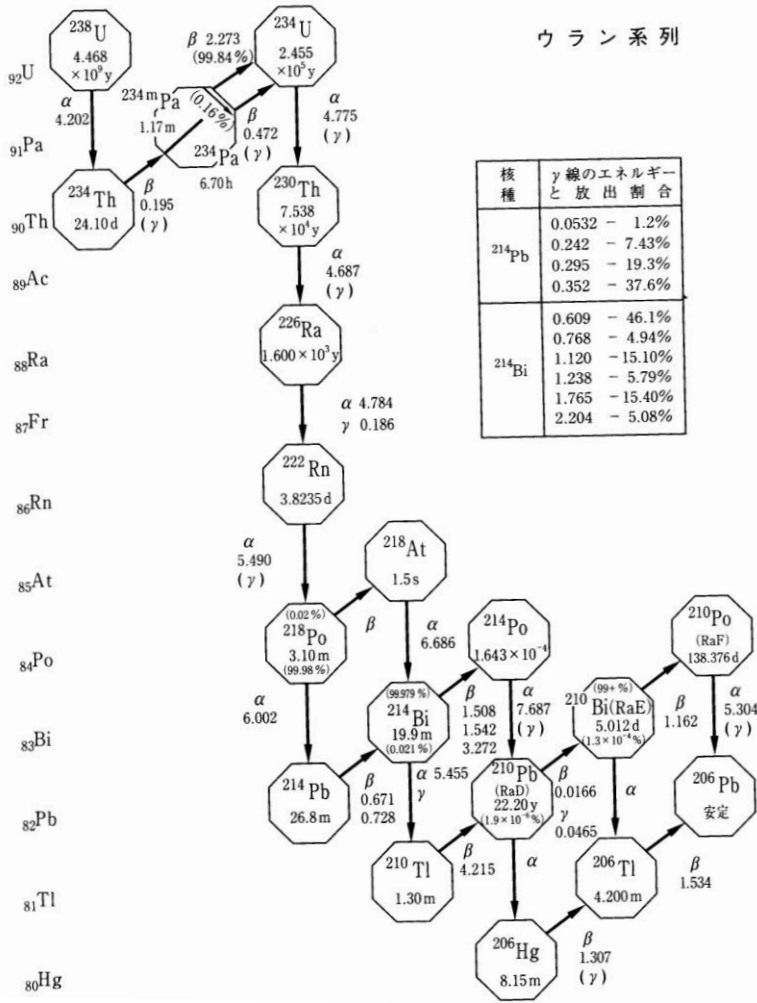 ウラン系列
²³⁸U
4.468
×10⁹y
β 2.273
(99.84%)
²³⁴U
2.455
×10⁵y
₉₂U
α
4.202
²³⁴ᵐPa
1.17m
(0.16%)
²³⁴Pa
6.70h
β
0.472
(γ)
α
4.775
(γ)
₉₁Pa
²³⁴Th
24.10d
β
0.195
(γ)
²³⁰Th
7.538
×10⁴y
₉₀Th
α
4.687
(γ)
₈₉Ac
²²⁶Ra
1.600×10³y
₈₈Ra
α 4.784
γ 0.186
₈₇Fr
²²²Rn
3.8235d
₈₆Rn
核種
γ線のエネルギーと放出割合
²¹⁴Pb
0.0532 − 1.2%
0.242 − 7.43%
0.295 − 19.3%
0.352 − 37.6%
²¹⁴Bi
0.609 − 46.1%
0.768 − 4.94%
1.120 −15.10%
1.238 − 5.79%
1.765 −15.40%
2.204 − 5.08%
α
5.490
(γ)
²¹⁸At
1.5s
₈₅At
(0.02%)
²¹⁸Po
3.10m
(99.98%)
β
α
6.686
²¹⁴Po
1.643×10⁻⁴
²¹⁰Po
(RaF)
138.376d
₈₄Po
α
6.002
(99.979%)
²¹⁴Bi
19.9m
(0.021%)
β
1.508
1.542
3.272
α
7.687
(γ)
(99+%)
²¹⁰Bi(RaE)
5.012d
(1.3×10⁻⁴%)
β
1.162
α
5.304
(γ)
₈₃Bi
²¹⁴Pb
26.8m
β
0.671
0.728
α 5.455
γ
²¹⁰Pb
(RaD)
22.20y
(1.9×10⁻⁶%)
β
0.0166
γ
0.0465
α
²⁰⁶Pb
安定
₈₂Pb
²¹⁰Tl
1.30m
β
4.215
α
²⁰⁶Tl
4.200m
β
1.534
₈₁Tl
²⁰⁶Hg
8.15m
β
1.307
(γ)
₈₀Hg